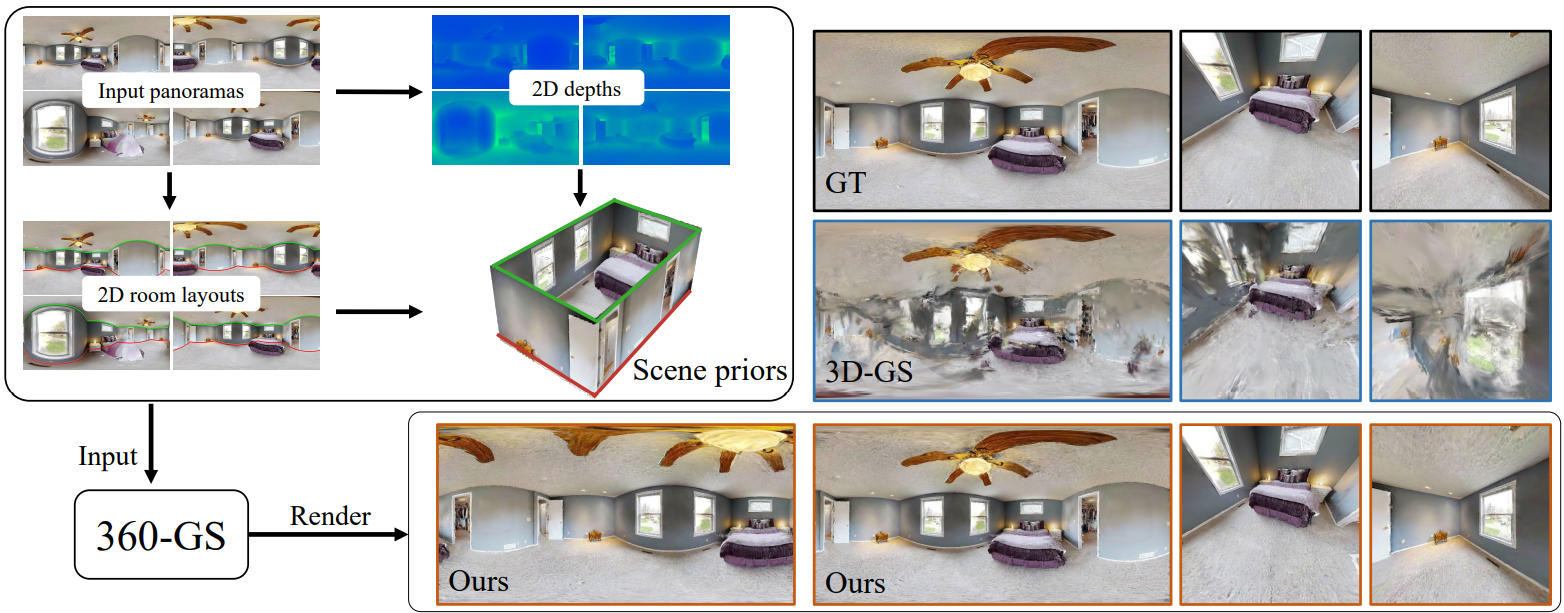 Input panoramas
2D depths
2D room layouts
Scene priors
GT
3D-GS
Input
360-GS
Render
Ours
Ours